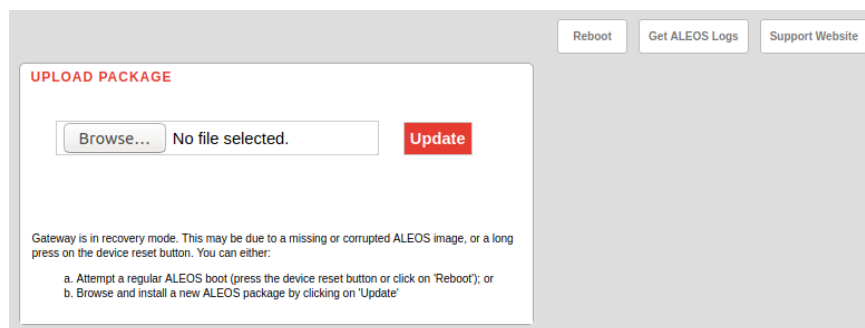 Reboot
Get ALEOS Logs
Support Website
UPLOAD PACKAGE
Browse... No file selected.
Update
Gateway is in recovery mode. This may be due to a missing or corrupted ALEOS image, or a long
press on the device reset button. You can either:
a. Attempt a regular ALEOS boot (press the device reset button or click on 'Reboot'); or
b. Browse and install a new ALEOS package by clicking on 'Update'